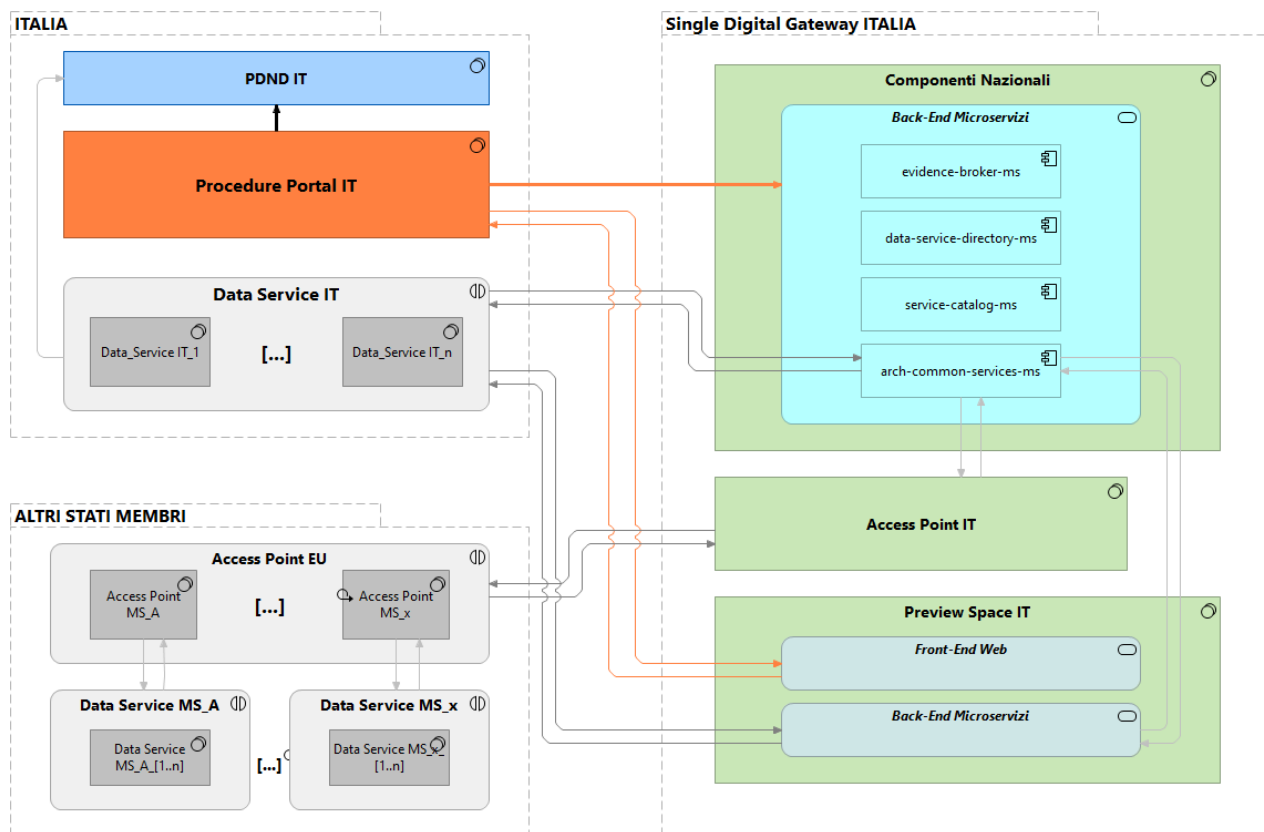 ITALIA
PDND IT
Procedure Portal IT
Data Service IT
Data_Service IT_1
[...]
Data_Service IT_n
ALTRI STATI MEMBRI
Access Point EU
Access Point
MS_A
[...]
Access Point
MS_x
Data Service MS_A
Data Service
MS_A_[1..n]
[...]
Data Service MS_x
Data Service MS_x_
[1..n]
Single Digital Gateway ITALIA
Componenti Nazionali
Back-End Microservizi
evidence-broker-ms
data-service-directory-ms
service-catalog-ms
arch-common-services-ms
Access Point IT
Preview Space IT
Front-End Web
Back-End Microservizi